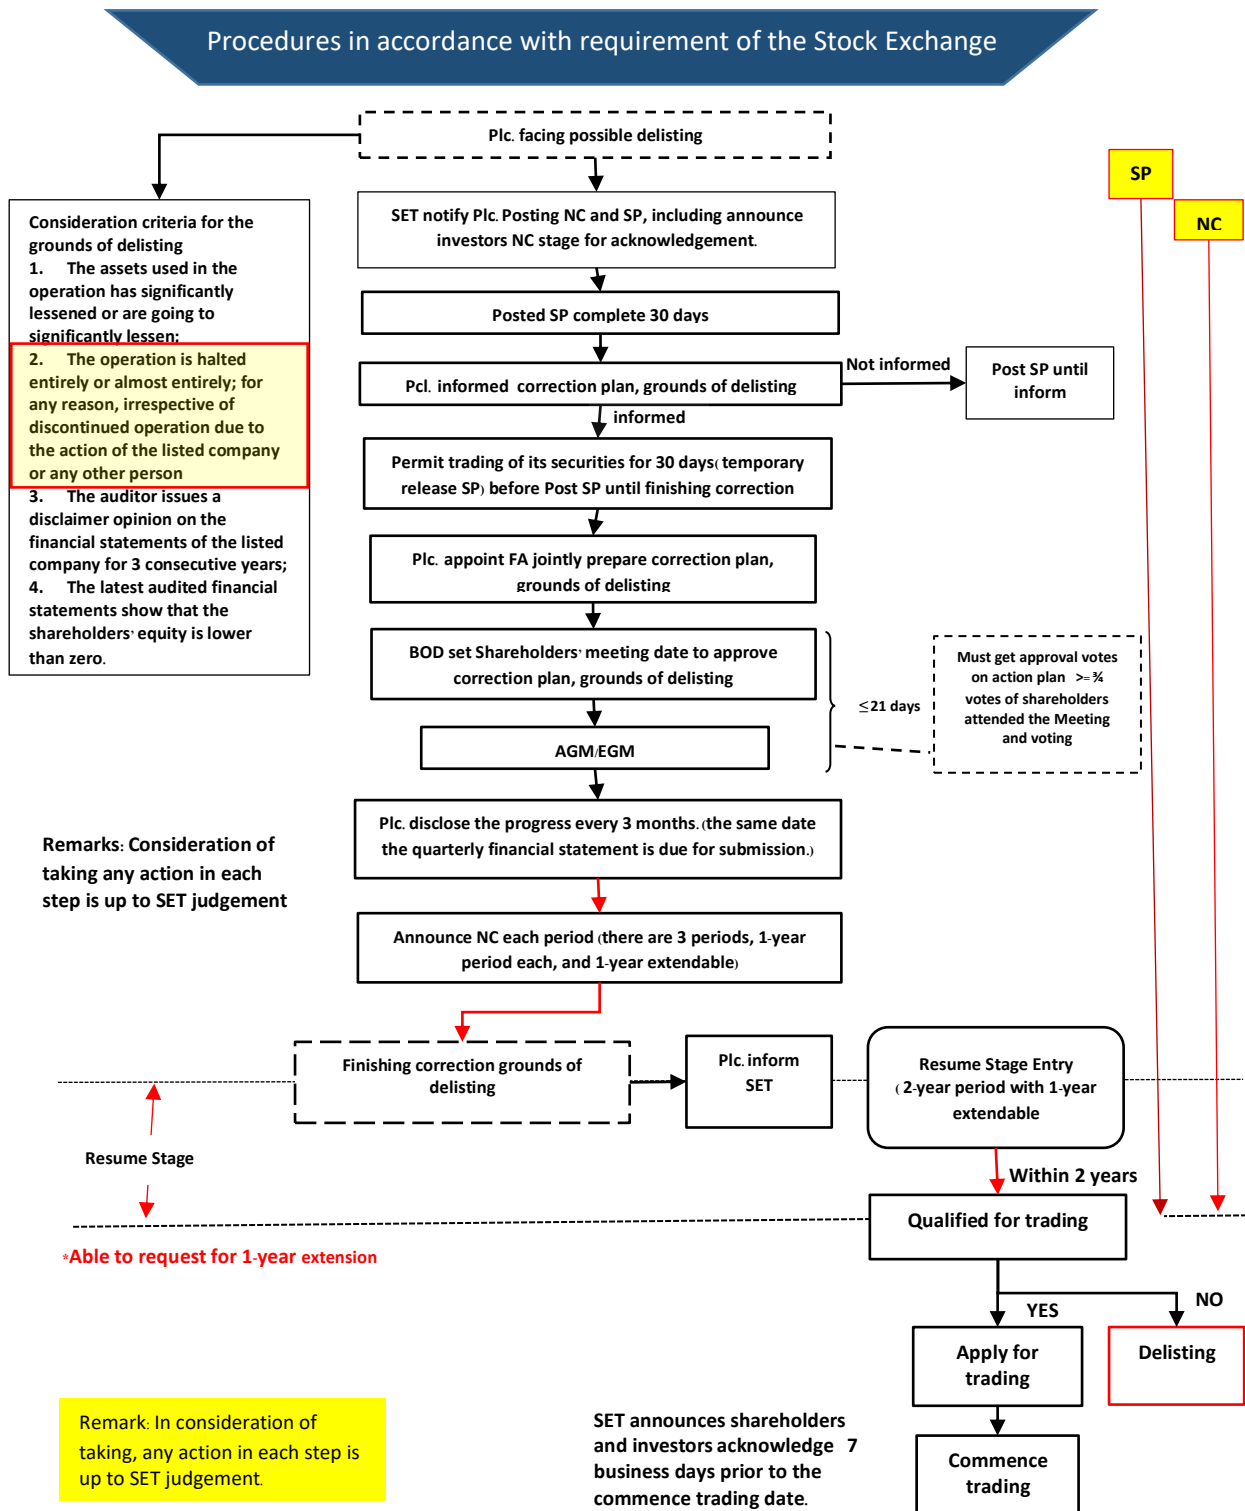 Procedures in accordance with requirement of the Stock Exchange
Plc. facing possible delisting
SP
NC
SET notify Plc. Posting NC and SP, including announce
investors NC stage for acknowledgement.
Consideration criteria for the
grounds of delisting
1. The assets used in the
operation has significantly
lessened or are going to
significantly lessen;
2. The operation is halted
entirely or almost entirely; for
any reason, irrespective of
discontinued operation due to
the action of the listed company
or any other person
3. The auditor issues a
disclaimer opinion on the
financial statements of the listed
company for 3 consecutive years;
4. The latest audited financial
statements show that the
shareholders' equity is lower
than zero.
Posted SP complete 30 days
Pcl. informed correction plan, grounds of delisting
Not informed
Post SP until
inform
informed
Permit trading of its securities for 30 days( temporary
release SP) before Post SP until finishing correction
Plc. appoint FA jointly prepare correction plan,
grounds of delisting
BOD set Shareholders' meeting date to approve
correction plan, grounds of delisting
≤21 days
Must get approval votes
on action plan >= ¾
votes of shareholders
attended the Meeting
and voting
AGM/EGM
Plc. disclose the progress every 3 months. (the same date
the quarterly financial statement is due for submission.)
Remarks: Consideration of
taking any action in each
step is up to SET judgement
Announce NC each period (there are 3 periods, 1-year
period each, and 1-year extendable)
Finishing correction grounds of
delisting
Plc. inform
SET
Resume Stage Entry
( 2-year period with 1-year
extendable
Resume Stage
Within 2 years
Qualified for trading
*Able to request for 1-year extension
YES
NO
Apply for
trading
Delisting
Remark: In consideration of
taking, any action in each step is
up to SET judgement.
SET announces shareholders
and investors acknowledge 7
business days prior to the
commence trading date.
Commence
trading